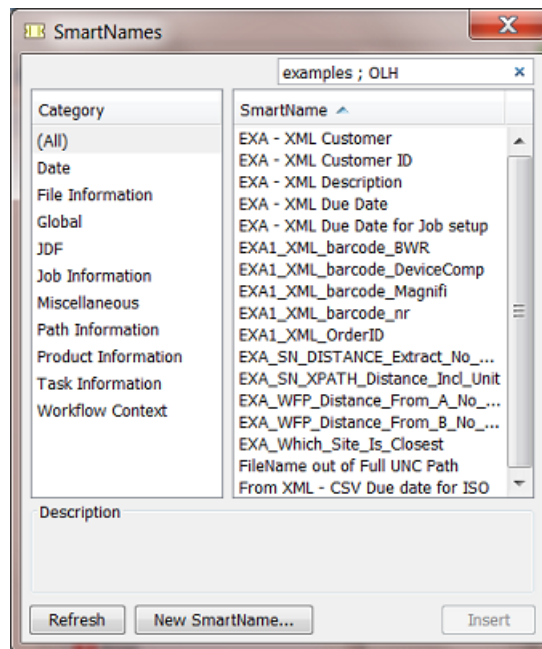 SmartNames
examples ; OLH
Category
(All)
Date
File Information
Global
JDF
Job Information
Miscellaneous
Path Information
Product Information
Task Information
Workflow Context
SmartName
EXA - XML Customer
EXA - XML Customer ID
EXA - XML Description
EXA - XML Due Date
EXA - XML Due Date for Job setup
EXA1_XML_barcode_BWR
EXA1_XML_barcode_DeviceComp
EXA1_XML_barcode_Magnifi
EXA1_XML_barcode_nr
EXA1_XML_OrderID
EXA_SN_DISTANCE_Extract_No_...
EXA_SN_XPATH_Distance_Incl_Unit
EXA_WFP_Distance_From_A_No_...
EXA_WFP_Distance_From_B_No_...
EXA_Which_Site_Is_Closest
FileName out of Full UNC Path
From XML - CSV Due date for ISO
Description
Refresh
New SmartName...
Insert